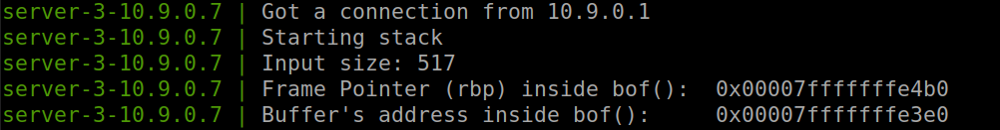 server-3-10.9.0.7 | Got a connection from 10.9.0.1
server-3-10.9.0.7 | Starting stack
server-3-10.9.0.7 | Input size: 517
server-3-10.9.0.7 | Frame Pointer (rbp) inside bof():  0x00007fffffffe4b0
server-3-10.9.0.7 | Buffer's address inside bof():     0x00007fffffffe3e0